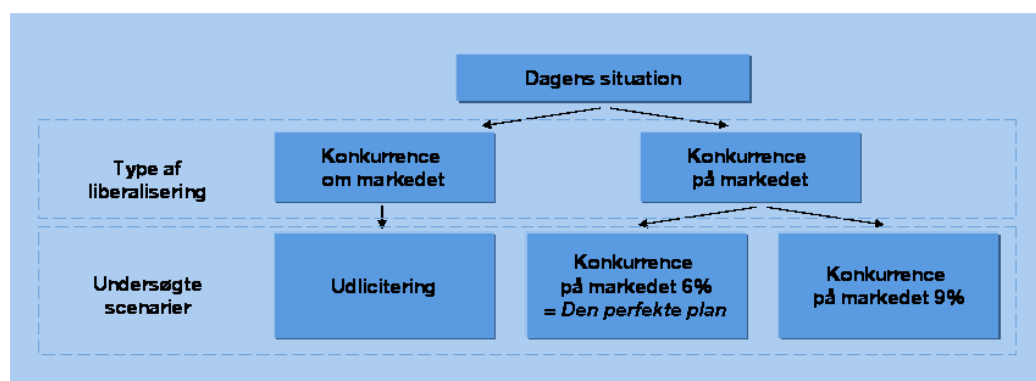 Dagens situation
Type af
liberalisering
Konkurrence
om markedet
Konkurrence
på markedet
Undersøgte
scenarier
Udlicitering
Konkurrence
på markedet 6%
= Den perfekte plan
Konkurrence
på markedet 9%